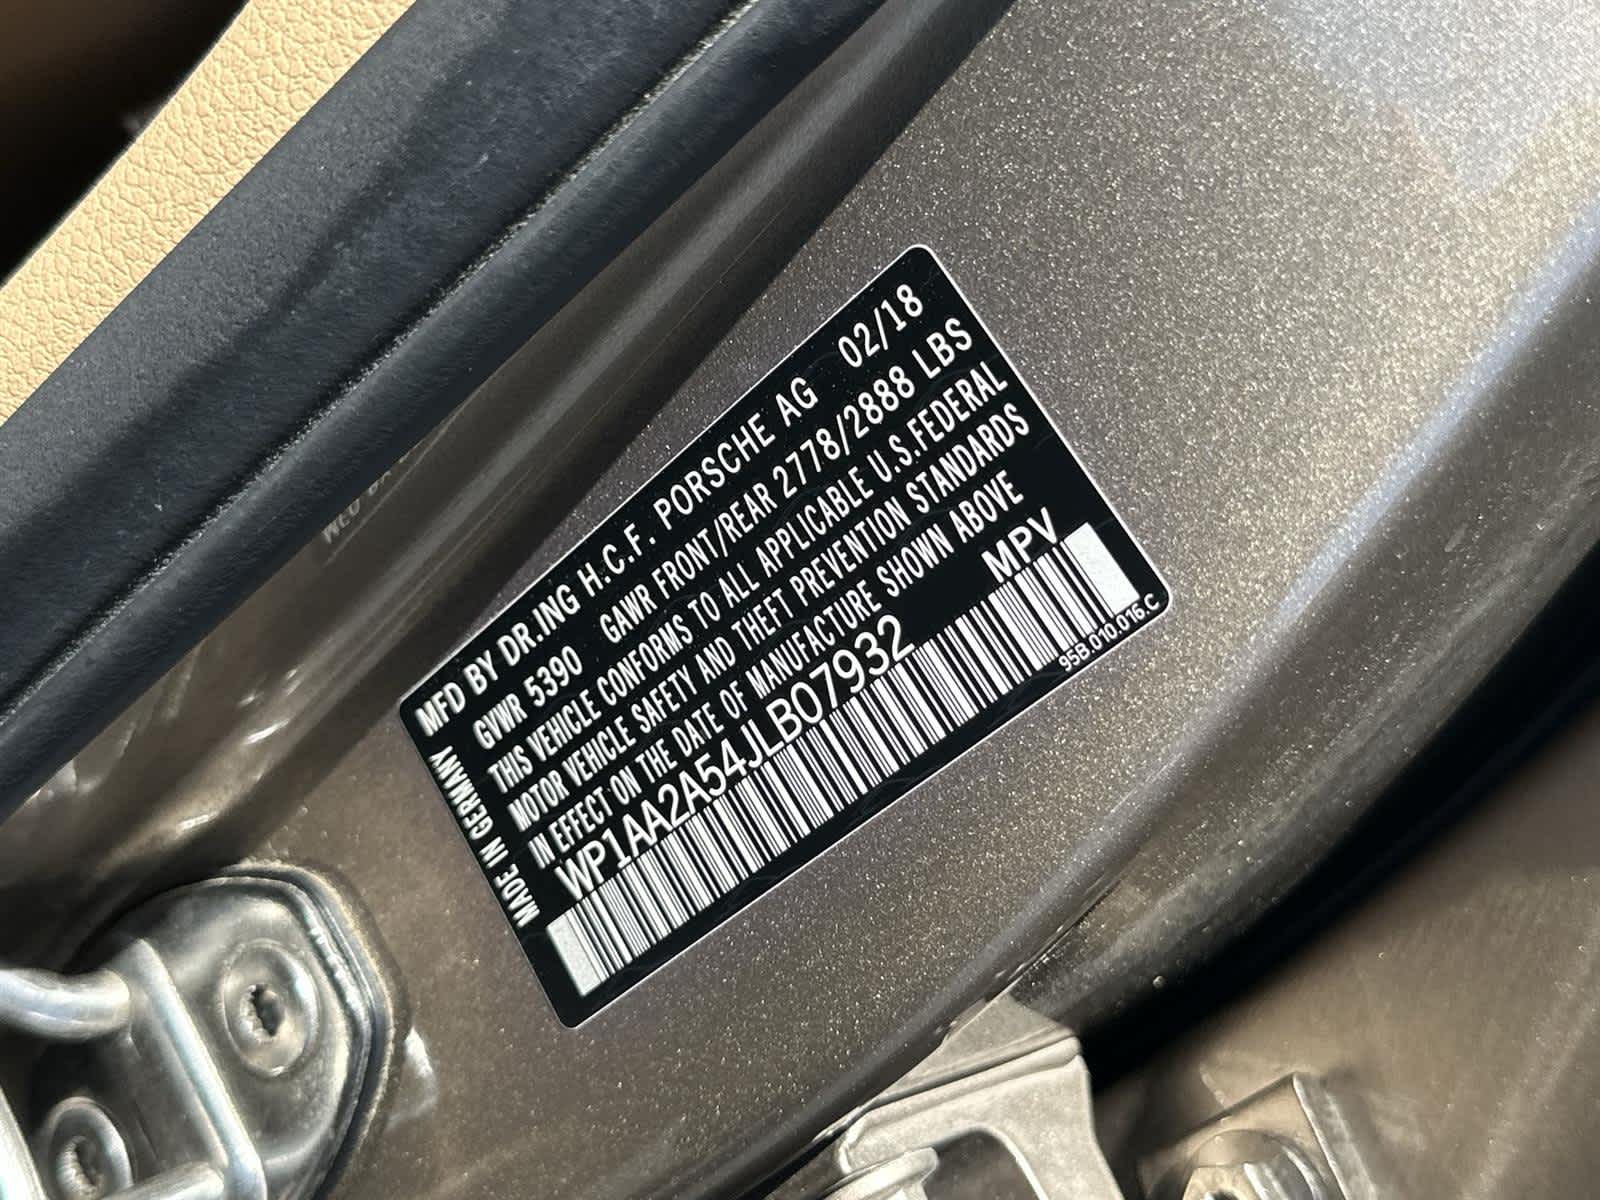 MFD BY DR.ING H.C.F. PORSCHE AG 02/18
GVWR 5390 GAWR FRONT/REAR 2778/2888 LBS
THIS VEHICLE CONFORMS TO ALL APPLICABLE U.S.FEDERAL
MOTOR VEHICLE SAFETY AND THEFT PREVENTION STANDARDS
IN EFFECT ON THE DATE OF MANUFACTURE SHOWN ABOVE
WP1AA2A54JLB07932 MPV
95B.010.016.C
MADE IN GERMANY